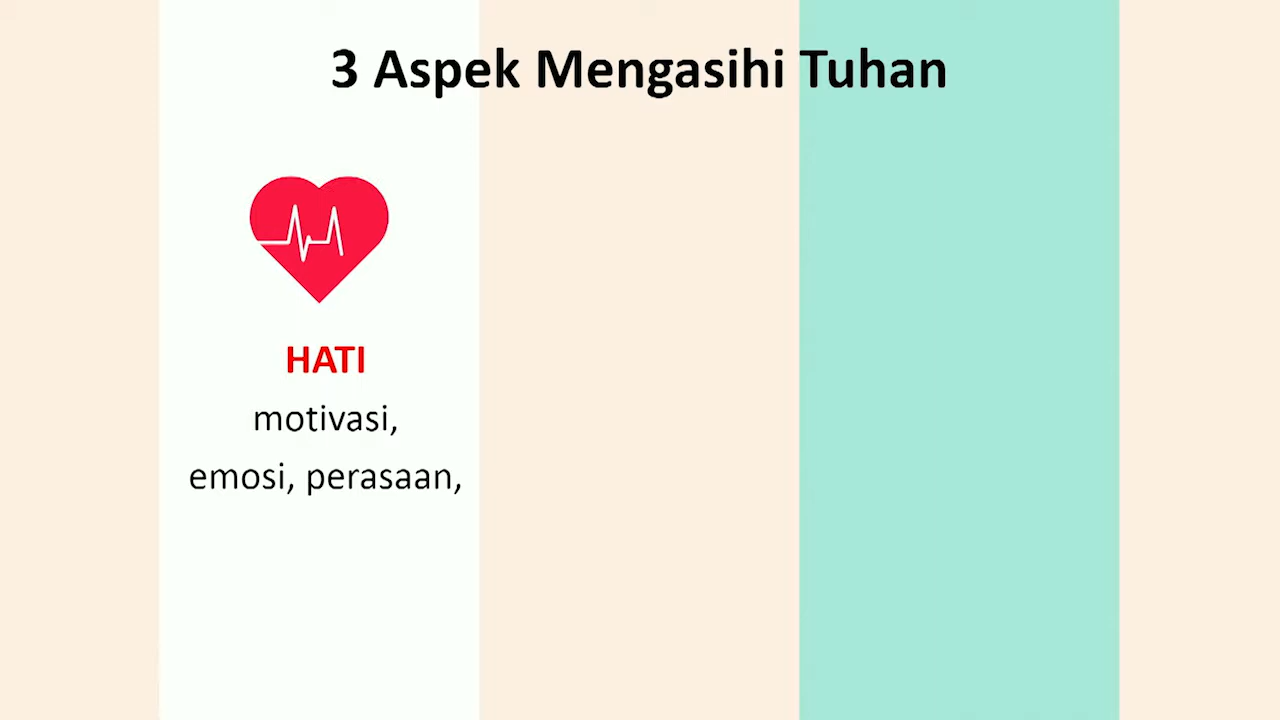 3 Aspek Mengasihi Tuhan
HATI
motivasi,
emosi, perasaan,